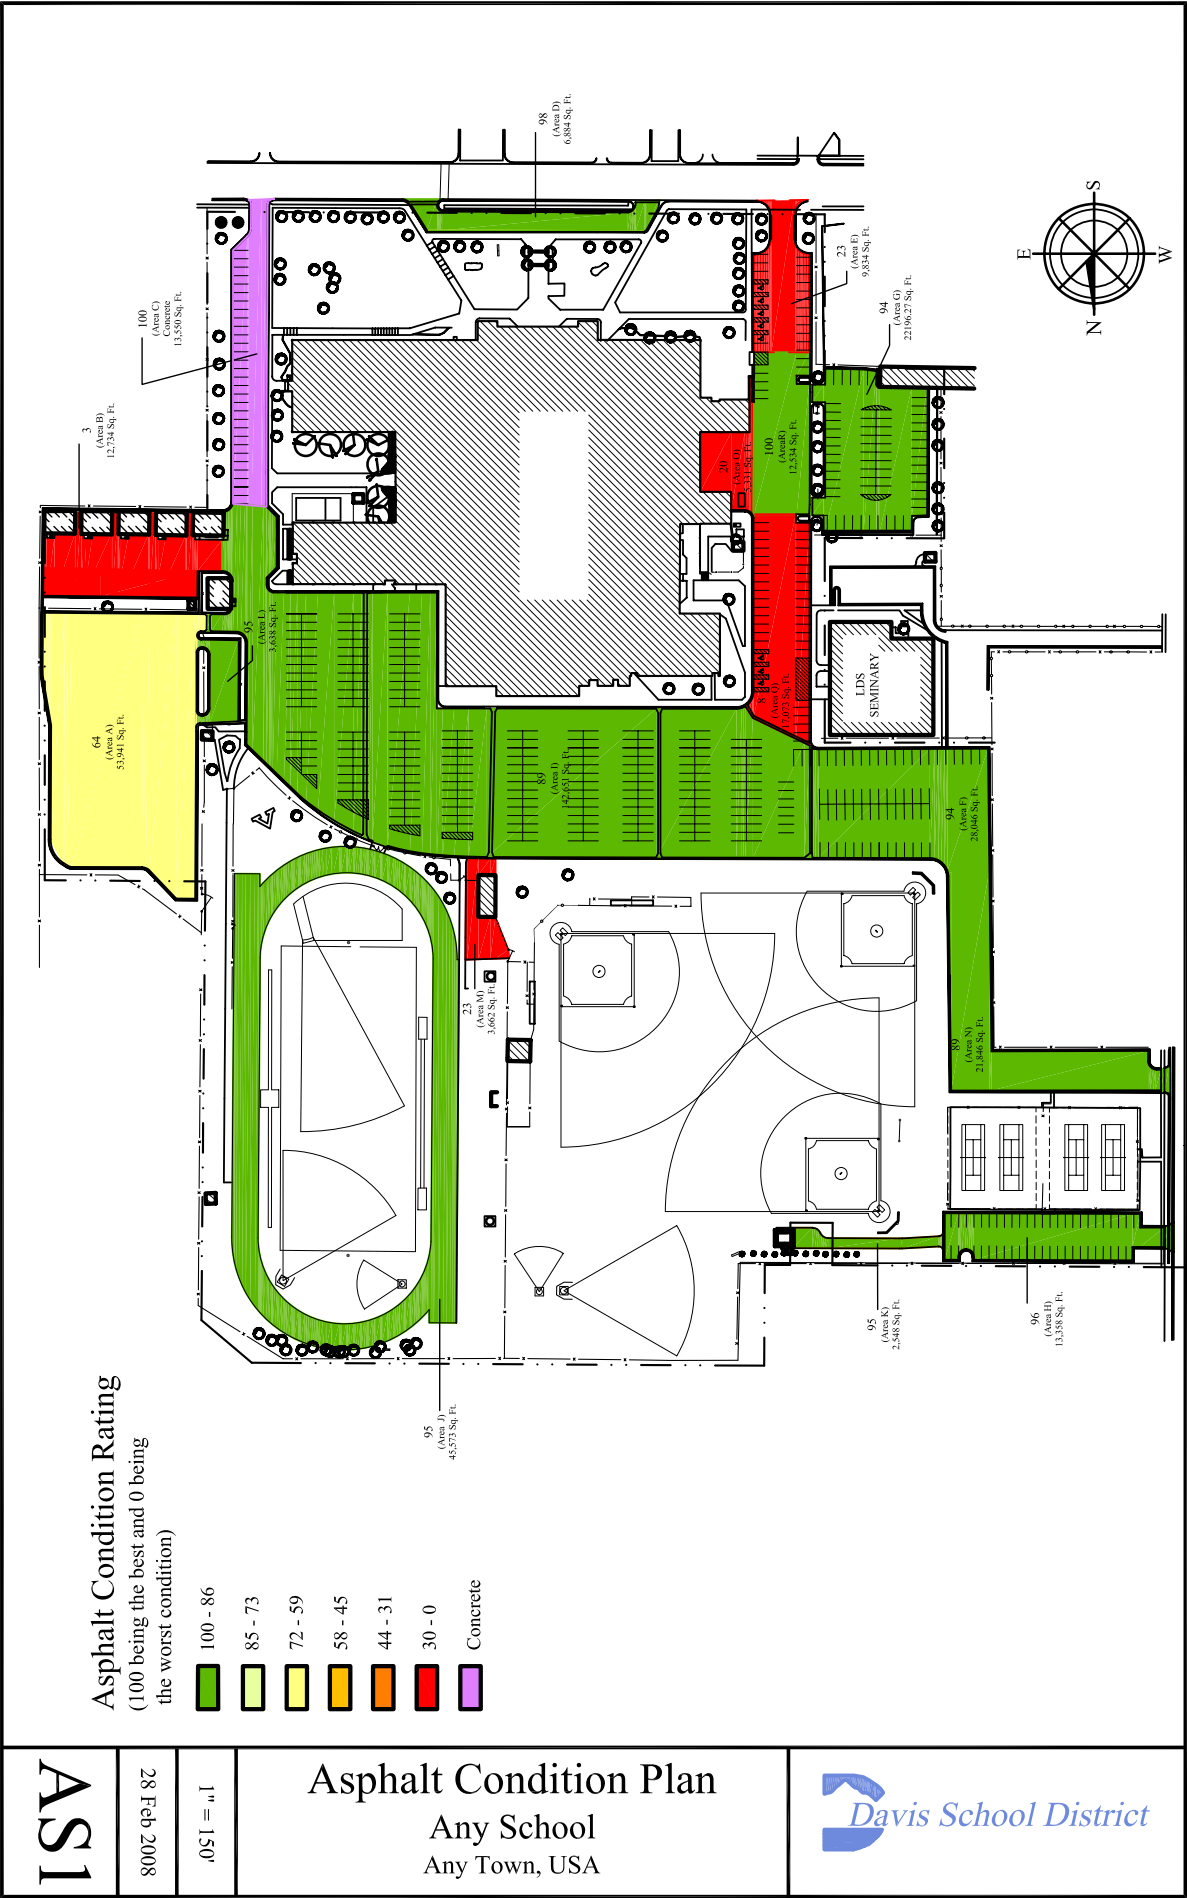 98
(Area D)
6,884 Sq. Ft.
S
E
W
N
23
(Area E)
9,834 Sq. Ft.
94
(Area G)
22196.27 Sq. Ft.
100
(Area C)
Concrete
13,550 Sq. Ft.
3
(Area B)
12,734 Sq. Ft.
20
(Area O)
100
(AreaR)
12,534 Sq. Ft.
95
(Area L)
3,638 Sq. Ft.
64
(Area A)
53,941 Sq. Ft.
LDS
SEMINARY
8
(Area Q)
17,073 Sq. Ft.
89
(Area I)
142,651 Sq. Ft.
94
(Area F)
28,046 Sq. Ft.
23
(Area M)
3,662 Sq. Ft.
89
(Area N)
21,846 Sq. Ft.
95
(Area K)
2,548 Sq. Ft.
96
(Area H)
13,358 Sq. Ft.
95
(Area J)
45,573 Sq. Ft.
Asphalt Condition Rating
(100 being the best and 0 being
the worst condition)
100 - 86
85 - 73
72 - 59
58 - 45
44 - 31
30 - 0
Concrete
AS1
28 Feb 2008
1" = 150'
Asphalt Condition Plan
Any School
Any Town, USA
Davis School District